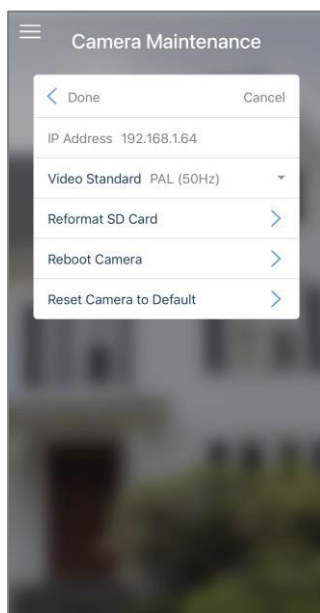 Camera Maintenance
Done Cancel
IP Address 192.168.1.64
Video Standard PAL (50Hz)
Reformat SD Card
Reboot Camera
Reset Camera to Default